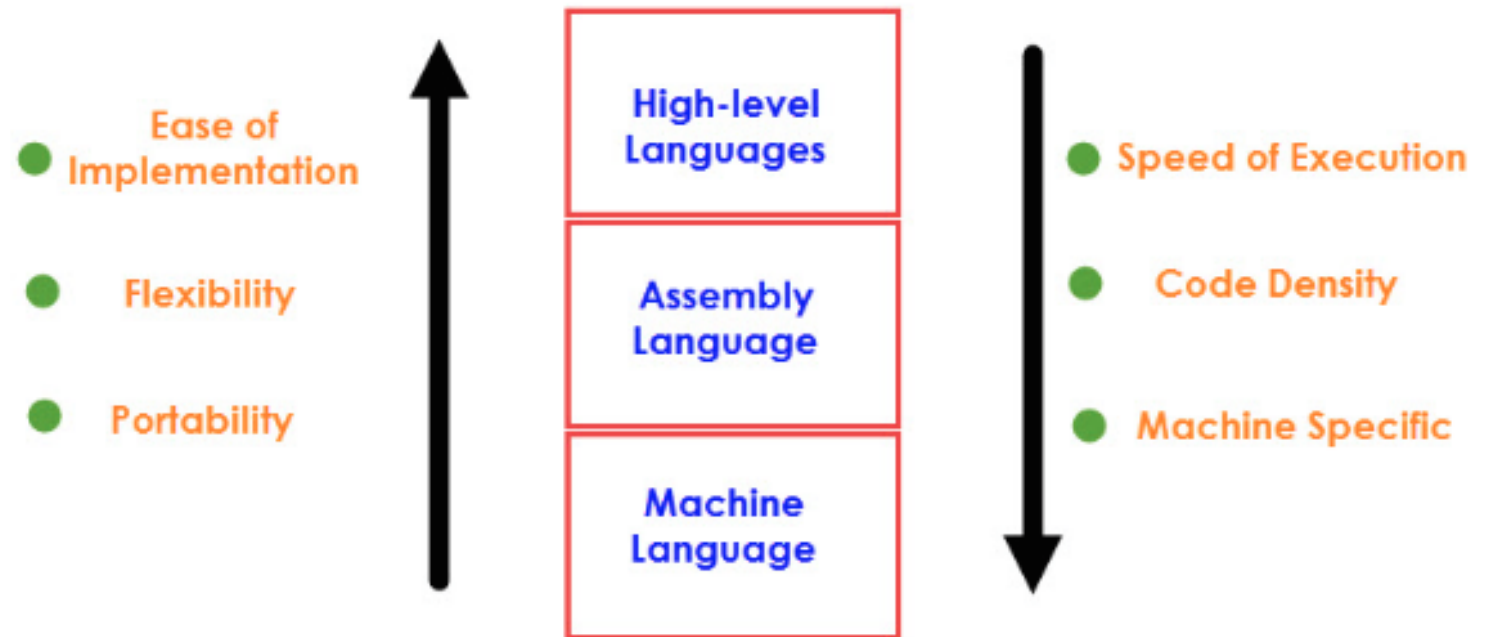 Ease of
Implementation
Flexibility
Portability
High-level
Languages
Assembly
Language
Machine
Language
Speed of Execution
Code Density
Machine Specific